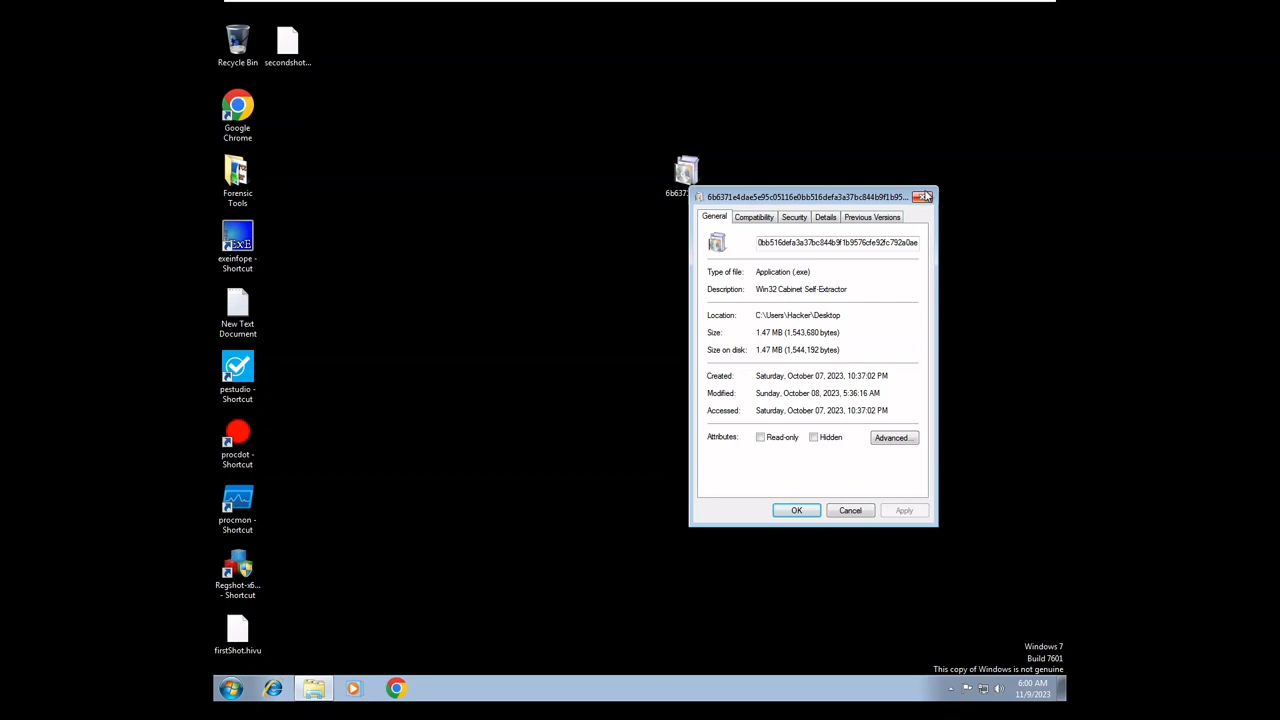 Recycle Bin
secondshot...
Google
Chrome
Forensic
Tools
ExE
exeinfope -
Shortcut
New Text
Document
pestudio -
Shortcut
procdot -
Shortcut
procmon -
Shortcut
Regshot-x6...
- Shortcut
firstShot.hivu
6b637
6b6371e4dae5e95c05116e0bb516defa3a37bc844b9f1b95...
General
Compatibility
Security
Details
Previous Versions
0bb516defa3a37bc844b9f1b9576cfe92fc792a0ae
Type of file: Application (.exe)
Description: Win32 Cabinet Self-Extractor
Location: C:\Users\Hacker\Desktop
Size: 1.47 MB (1,543,680 bytes)
Size on disk: 1.47 MB (1,544,192 bytes)
Created: Saturday, October 07, 2023, 10:37:02 PM
Modified: Sunday, October 08, 2023, 5:36:16 AM
Accessed: Saturday, October 07, 2023, 10:37:02 PM
Attributes: Read-only Hidden Advanced...
OK Cancel Apply
Windows 7
Build 7601
This copy of Windows is not genuine
6:00 AM
11/9/2023